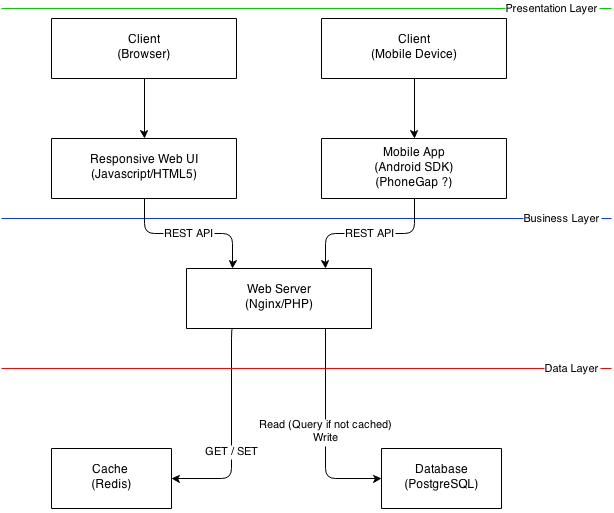 Presentation Layer
Client
(Browser)
Client
(Mobile Device)
Responsive Web UI
(Javascript/HTML5)
Mobile App
(Android SDK)
(PhoneGap ?)
Business Layer
REST API
REST API
Web Server
(Nginx/PHP)
Data Layer
Read (Query if not cached)
Write
GET / SET
Cache
(Redis)
Database
(PostgreSQL)